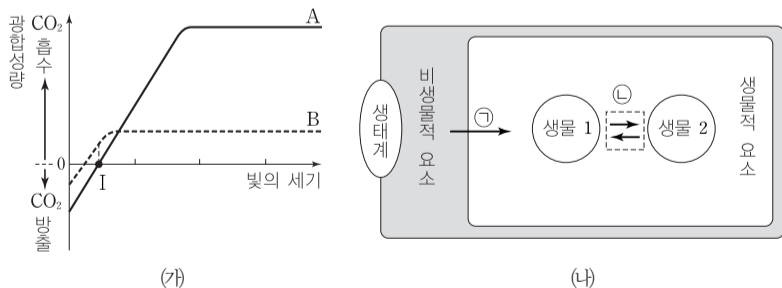 광합성량
CO₂ 흡수
A
B
0
I
빛의 세기
CO₂ 방출
(가)
생태계
비생물적 요소
㉠
생물 1
㉡
생물 2
생물적 요소
(나)